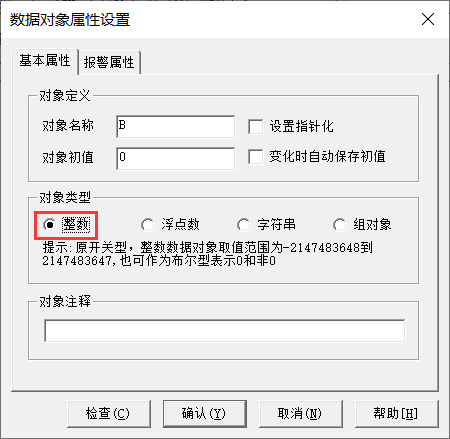 数据对象属性设置
基本属性 报警属性
对象定义
对象名称 B 设置指针化
对象初值 0 变化时自动保存初值
对象类型
整数 浮点数 字符串 组对象
提示:原开关型，整数数据对象取值范围为-2147483648到
2147483647,也可作为布尔型表示0和非0
对象注释
检查(C) 确认(Y) 取消(N) 帮助[H]